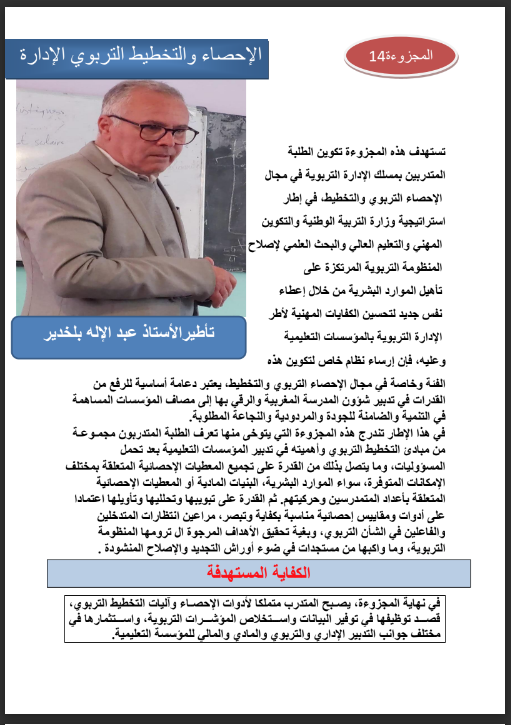 المجزوءة14
الإحصاء والتخطيط التربوي الإدارة
تستهدف هذه المجزوءة تكوين الطلبة
المتدربين بمسلك الإدارة التربوية في مجال
الإحصاء التربوي والتخطيط، في إطار
استراتيجية وزارة التربية الوطنية والتكوين
المهني والتعليم العالي والبحث العلمي لإصلاح
المنظومة التربوية المرتكزة على
تأهيل الموارد البشرية من خلال إعطاء
نفس جديد لتحسين الكفايات المهنية لأطر
الإدارة التربوية بالمؤسسات التعليمية
وعليه، فإن إرساء نظام خاص لتكوين هذه
تأطيرالأستاذ عبد الإله بلخدير
الفئة وخاصة في مجال الإحصاء التربوي والتخطيط، يعتبر دعامة أساسية للرفع من
القدرات في تدبير شؤون المدرسة المغربية والرقي بها إلى مصاف المؤسسات المساهمة
في التنمية والضامنة للجودة والمردودية والنجاعة المطلوبة.
في هذا الإطار تندرج هذه المجزوءة التي يتوخى منها تعرف الطلبة المتدربون مجموعة
من مبادئ التخطيط التربوي وأهميته في تدبير المؤسسات التعليمية بعد تحمل
المسؤوليات، وما يتصل بذلك من القدرة على تجميع المعطيات الإحصائية المتعلقة بمختلف
الإمكانات المتوفرة، سواء الموارد البشرية، البنيات المادية أو المعطيات الإحصائية
المتعلقة بأعداد المتمدرسين وحركيتهم. ثم القدرة على تبويبها وتحلليها وتأويلها اعتمادا
على أدوات ومقاييس إحصائية مناسبة بكفاية وتبصر، مراعين انتظارات المتدخلين
والفاعلين في الشأن التربوي، وبغية تحقيق الأهداف المرجوة ال ترومها المنظومة
التربوية، وما واكبها من مستجدات في ضوء أوراش التجديد والإصلاح المنشودة .
الكفاية المستهدفة
في نهاية المجزوءة، يصبح المتدرب متملكا لأدوات الإحصاء وآليات التخطيط التربوي،
قصد توظيفها في توفير البيانات واستخلاص المؤشرات التربوية، واستثمارها في
مختلف جوانب التدبير الإداري والتربوي والمادي والمالي للمؤسسة التعليمية.